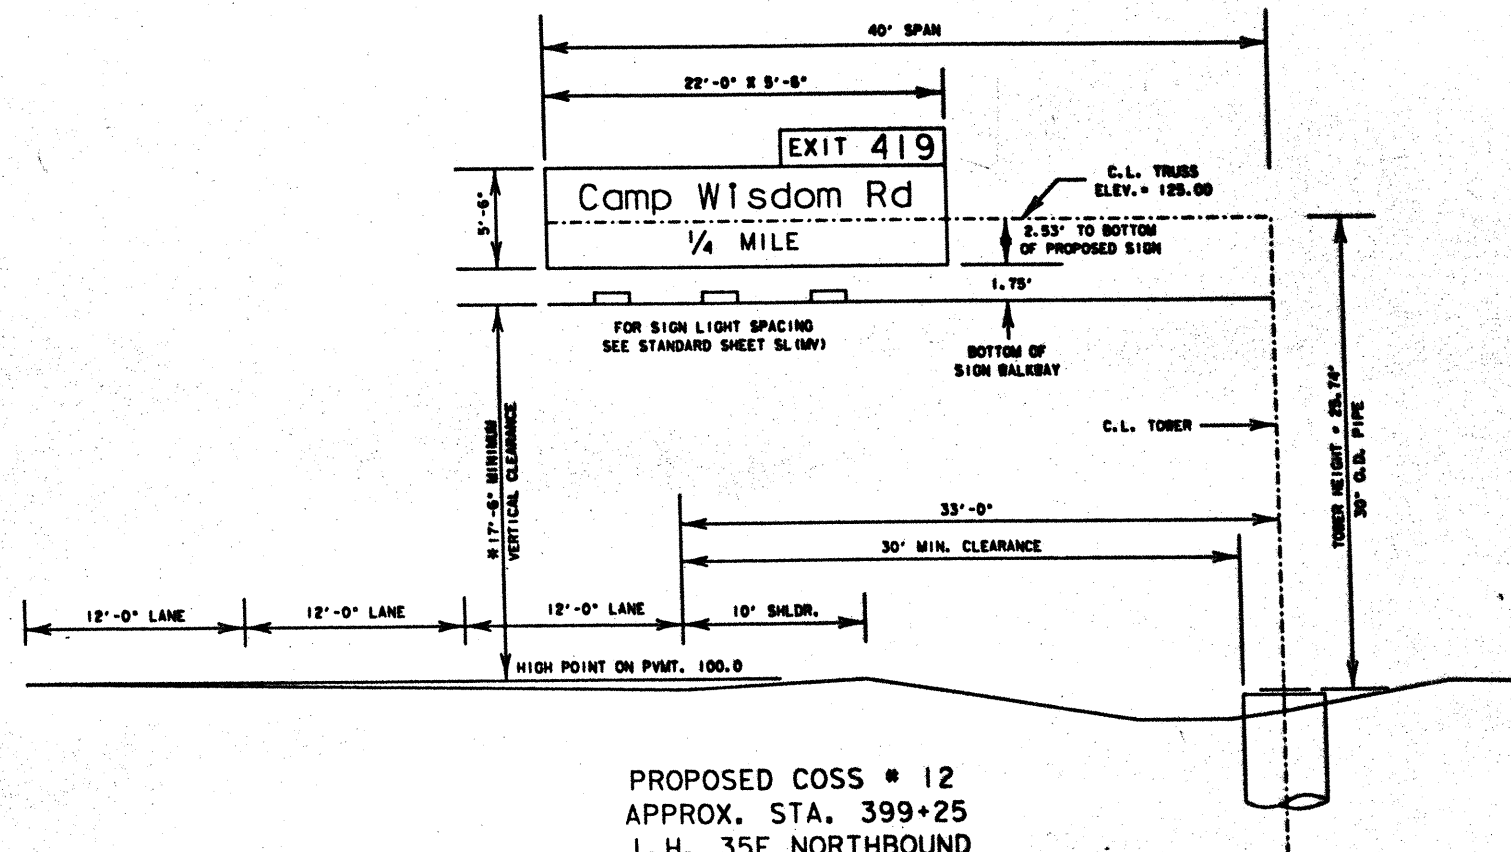 40' SPAN
22'-0" X 5'-6"
EXIT 419
Camp Wisdom Rd
1/4 MILE
5'-6"
C.L. TRUSS
ELEV.= 125.00
2.53' TO BOTTOM
OF PROPOSED SIGN
1.75'
FOR SIGN LIGHT SPACING
SEE STANDARD SHEET SL(MV)
BOTTOM OF
SIGN WALKWAY
C.L. TOWER
TOWER HEIGHT = 25.74'
30" O.D. PIPE
*17'-6" MINIMUM
VERTICAL CLEARANCE
33'-0"
30' MIN. CLEARANCE
12'-0" LANE
12'-0" LANE
12'-0" LANE
10' SHLDR.
HIGH POINT ON PVMT. 100.0
PROPOSED COSS # 12
APPROX. STA. 399+25
I.H. 35E NORTHBOUND